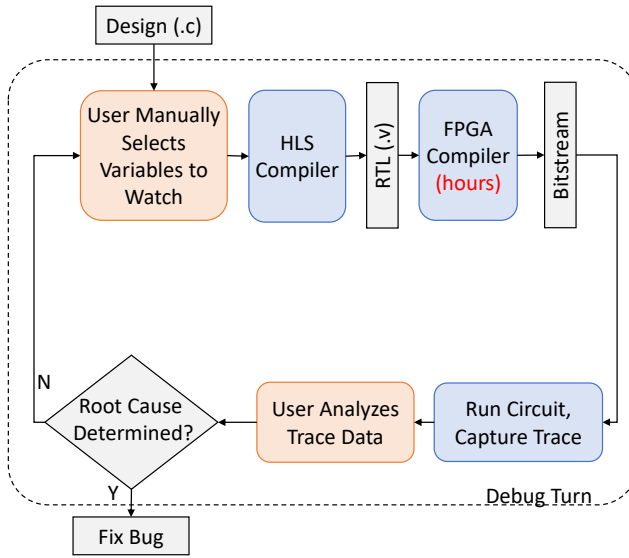 Design (.c)
User Manually
Selects
Variables to
Watch
HLS
Compiler
RTL (.v)
FPGA
Compiler
(hours)
Bitstream
N
Root Cause
Determined?
User Analyzes
Trace Data
Run Circuit,
Capture Trace
Y
Debug Turn
Fix Bug